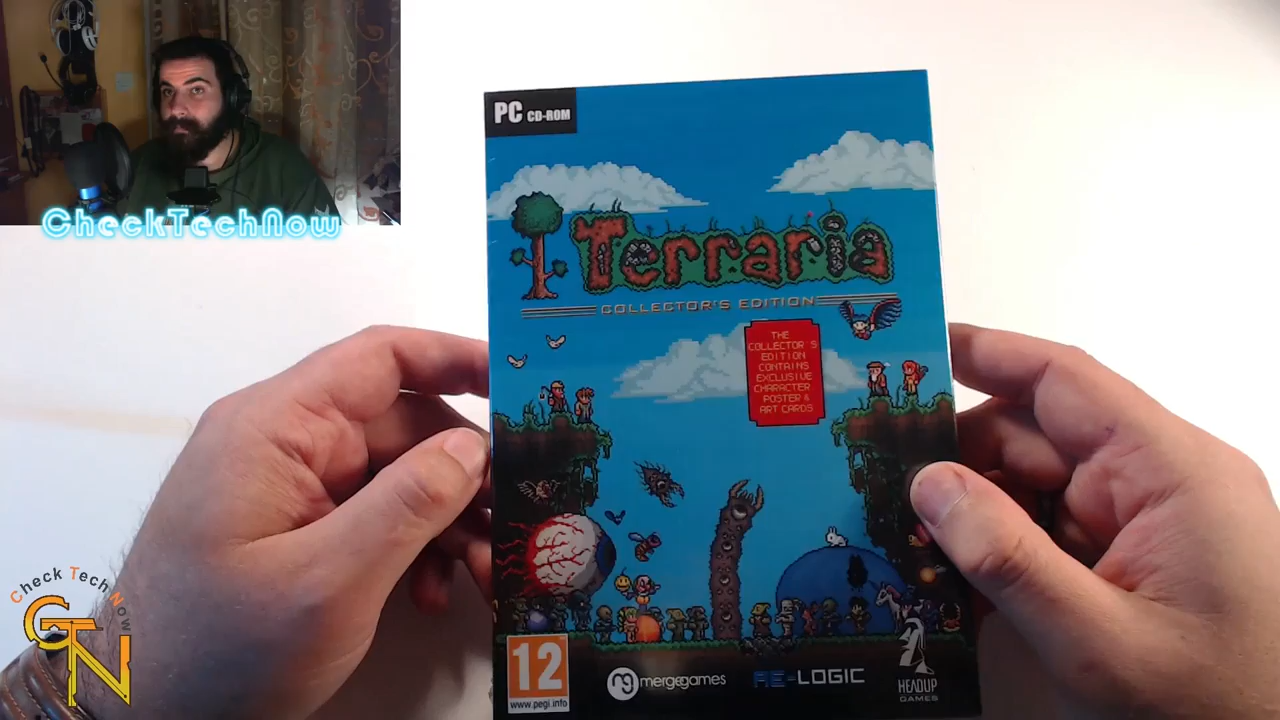 PC CD-ROM
CheckTechNow
Terraria
COLLECTOR'S EDITION
THE
COLLECTOR'S
EDITION
CONTAINS
EXCLUSIVE
CHARACTER
POSTER &
ART CARDS
Check Tech Now
CTN
12
www.pegi.info
mergegames
RE-LOGIC
HEADUP
GAMES